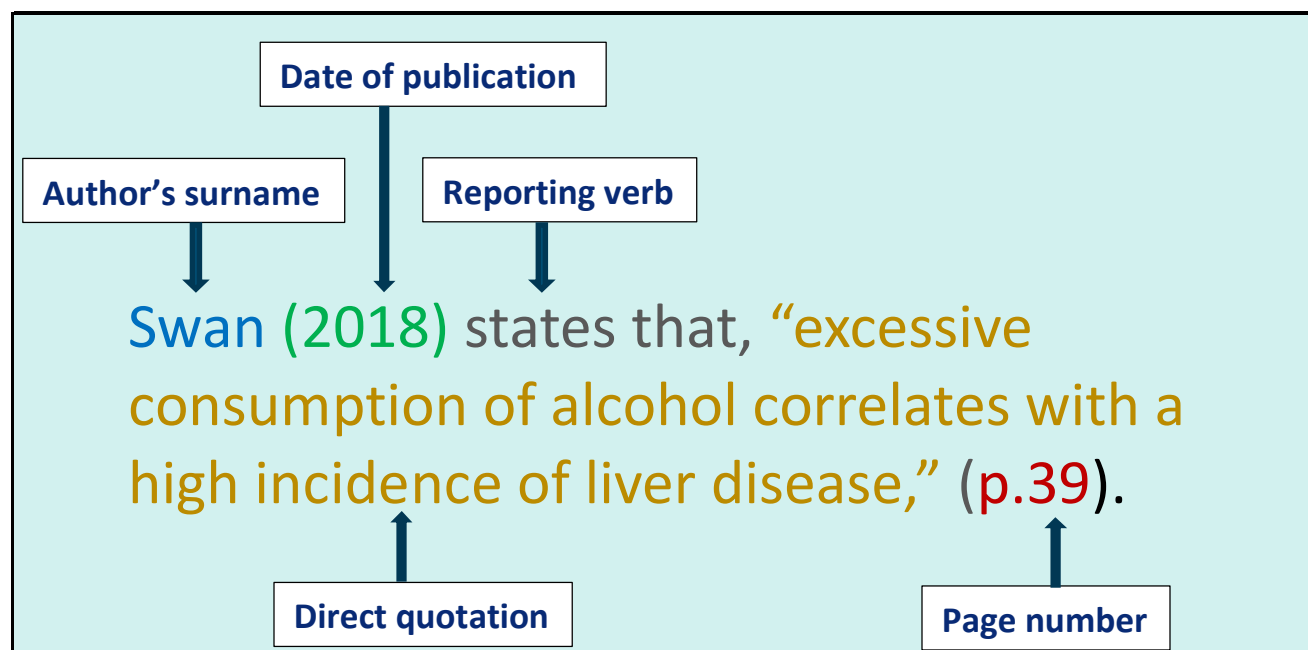 Date of publication
Author’s surname
Reporting verb
Swan (2018) states that, “excessive
consumption of alcohol correlates with a
high incidence of liver disease,” (p.39).
Direct quotation
Page number